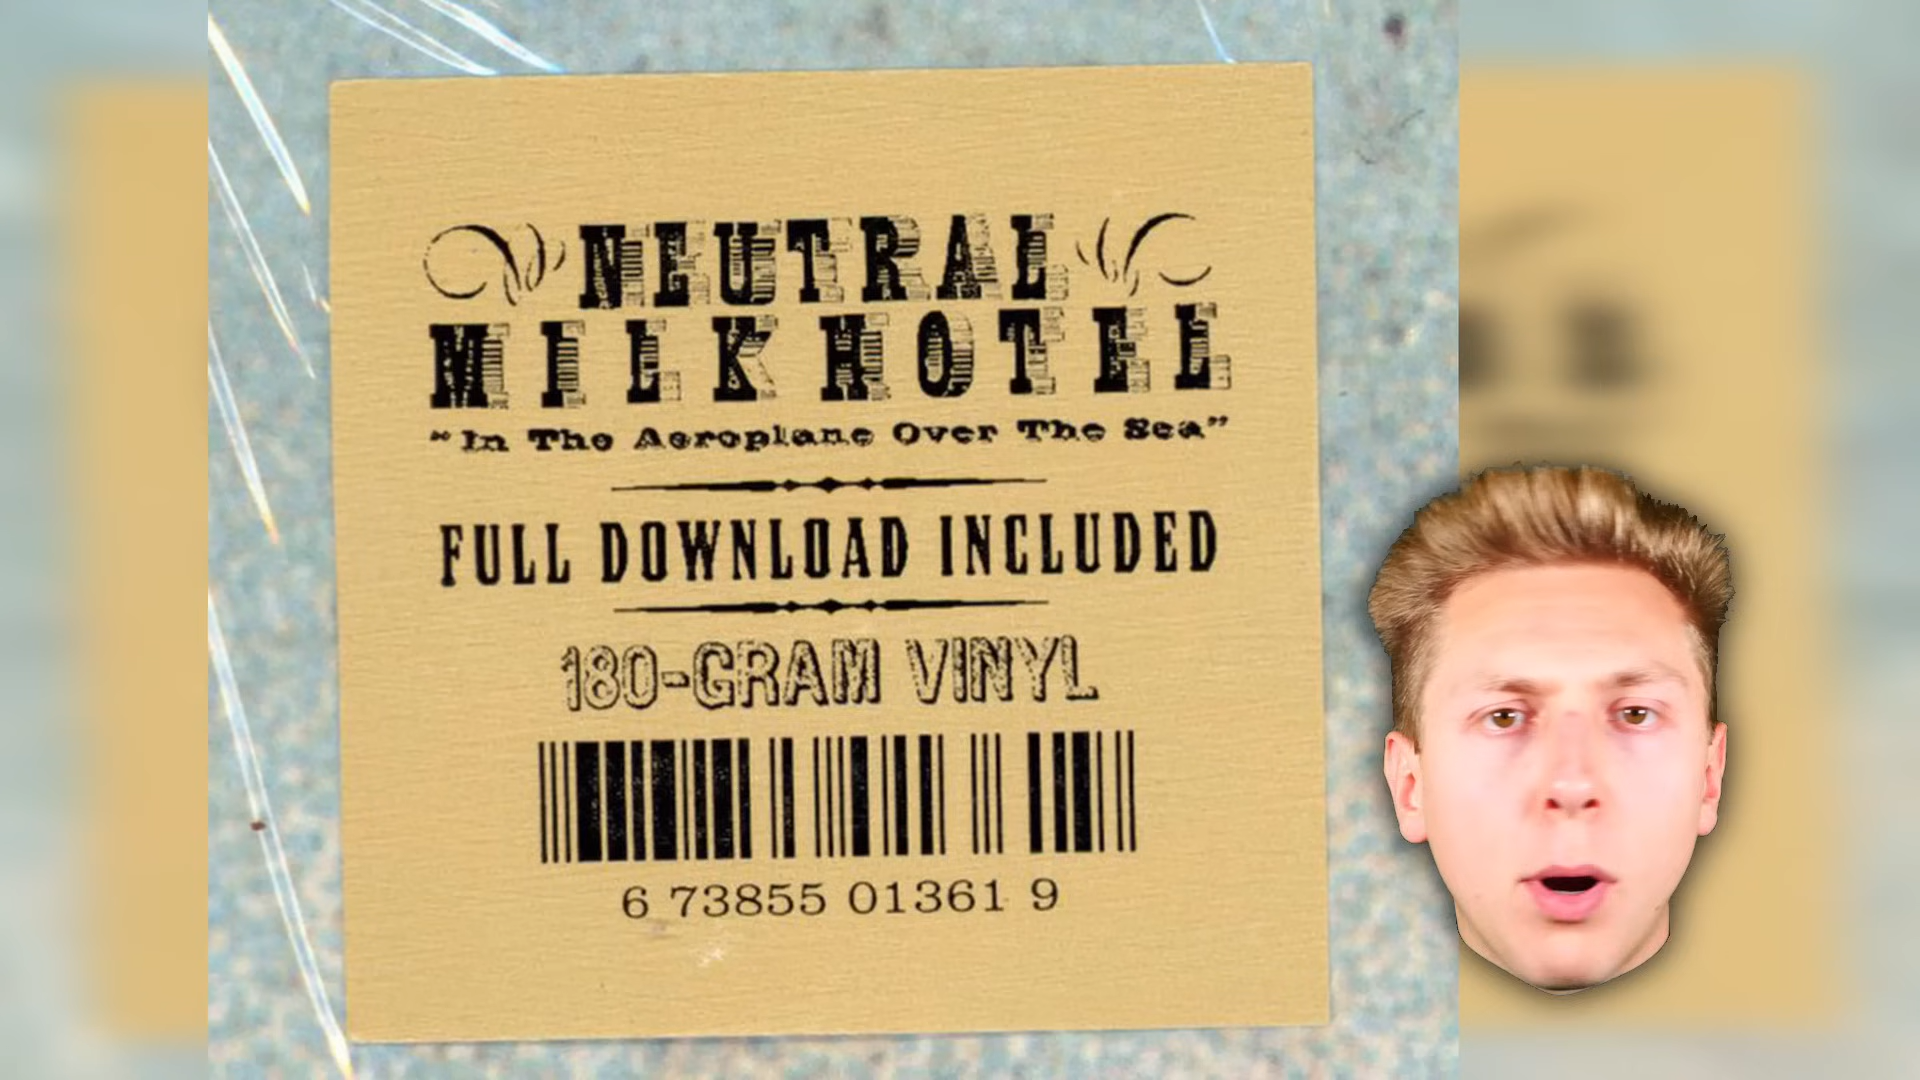 NEUTRAL
MILK HOTEL
"In The Aeroplane Over The Sea"
FULL DOWNLOAD INCLUDED
180-GRAM VINYL
6 73855 01361 9